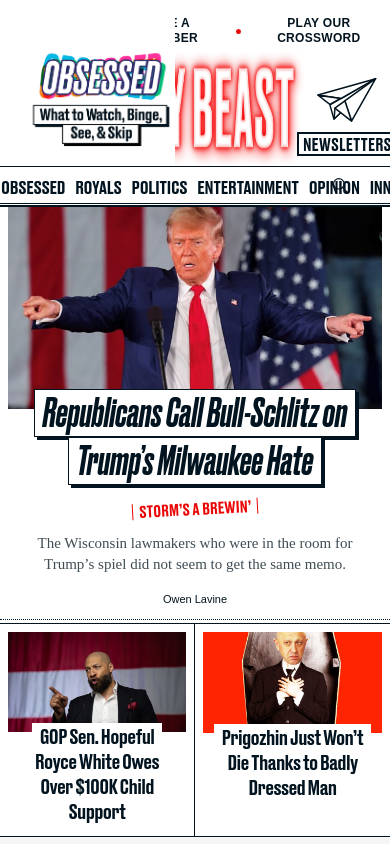 OBSESSED
What to Watch, Binge,
See, & Skip
E A
BER
PLAY OUR
CROSSWORD
Y BEAST
NEWSLETTERS
OBSESSED ROYALS POLITICS ENTERTAINMENT OPINION INN
Republicans Call Bull-Schlitz on
Trump's Milwaukee Hate
STORM'S A BREWIN'
The Wisconsin lawmakers who were in the room for
Trump's spiel did not seem to get the same memo.
Owen Lavine
GOP Sen. Hopeful
Royce White Owes
Over $100K Child
Support
Prigozhin Just Won't
Die Thanks to Badly
Dressed Man